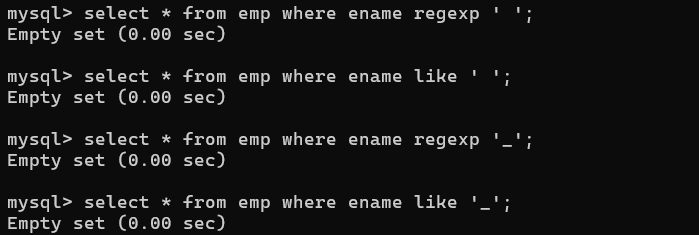 mysql> select * from emp where ename regexp ' ';
Empty set (0.00 sec)
mysql> select * from emp where ename like ' ';
Empty set (0.00 sec)
mysql> select * from emp where ename regexp '_';
Empty set (0.00 sec)
mysql> select * from emp where ename like '_';
Empty set (0.00 sec)